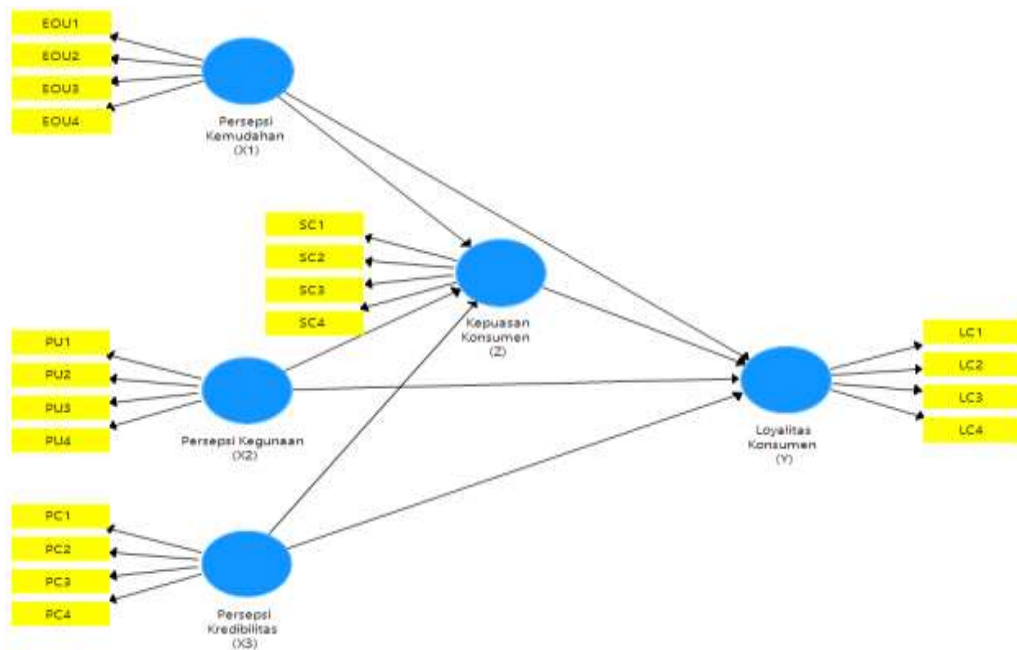 EOU1
EOU2
EOU3
EOU4
Persepsi
Kemudahan
(X1)
SC1
SC2
SC3
SC4
Kepuasan
Konsumen
(Z)
PU1
PU2
PU3
PU4
Persepsi Kegunaan
(X2)
LC1
LC2
LC3
LC4
Loyalitas
Konsumen
(Y)
PC1
PC2
PC3
PC4
Persepsi
Kredibilitas
(X3)